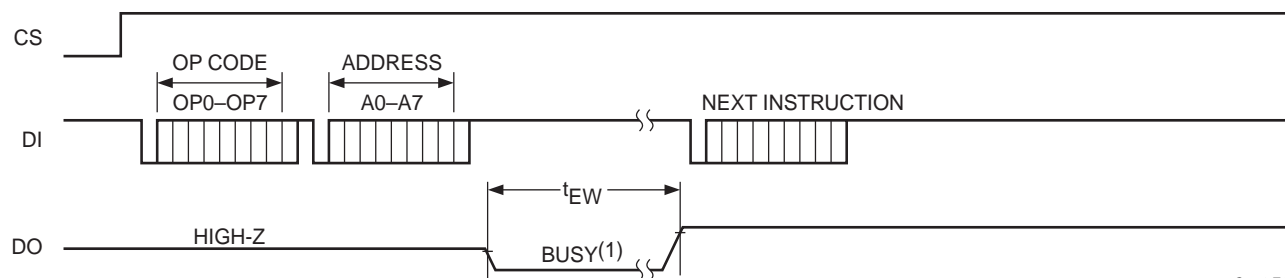 CS
OP CODE ADDRESS
OP0–OP7 A0–A7 NEXT INSTRUCTION
DI
tEW
HIGH-Z
DO BUSY(1)